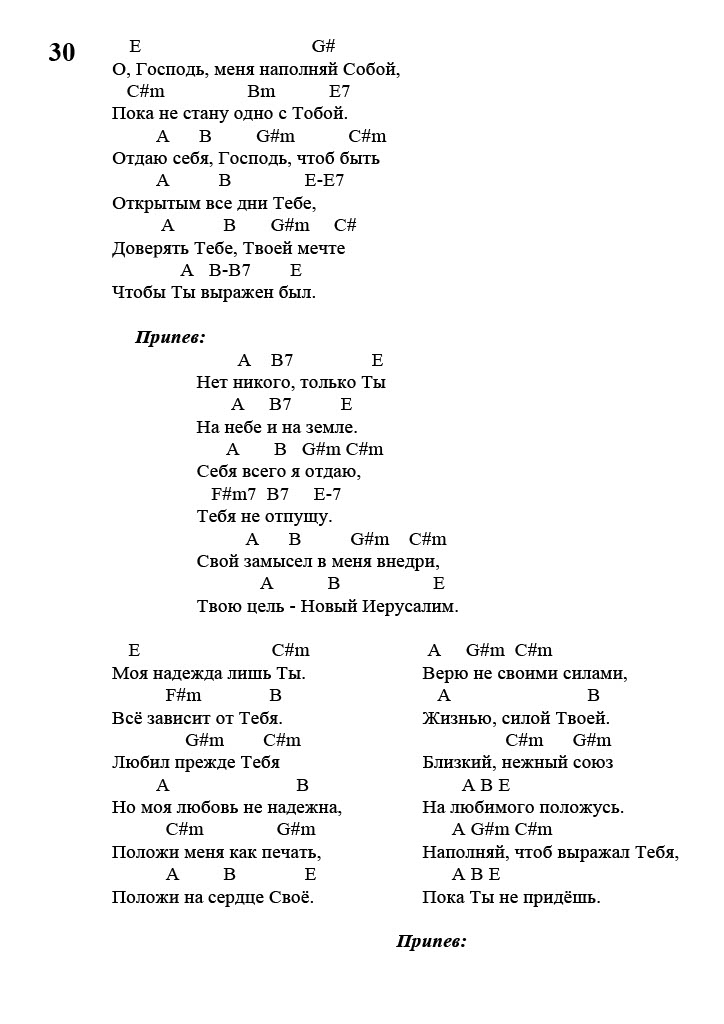 30
E G#
О, Господь, меня наполняй Собой,
C#m Bm E7
Пока не стану одно с Тобой.
A B G#m C#m
Отдаю себя, Господь, чтоб быть
A B E-E7
Открытым все дни Тебе,
A B G#m C#
Доверять Тебе, Твоей мечте
A B-B7 E
Чтобы Ты выражен был.
Припев:
A B7 E
Нет никого, только Ты
A B7 E
На небе и на земле.
A B G#m C#m
Себя всего я отдаю,
F#m7 B7 E-7
Тебя не отпущу.
A B G#m C#m
Свой замысел в меня внедри,
A B E
Твою цель - Новый Иерусалим.
E C#m
Моя надежда лишь Ты.
F#m B
Всё зависит от Тебя.
G#m C#m
Любил прежде Тебя
A B
Но моя любовь не надежна,
C#m G#m
Положи меня как печать,
A B E
Положи на сердце Своё.
A G#m C#m
Верю не своими силами,
A B
Жизнью, силой Твоей.
C#m G#m
Близкий, нежный союз
A B E
На любимого положусь.
A G#m C#m
Наполняй, чтоб выражал Тебя,
A B E
Пока Ты не придёшь.
Припев: